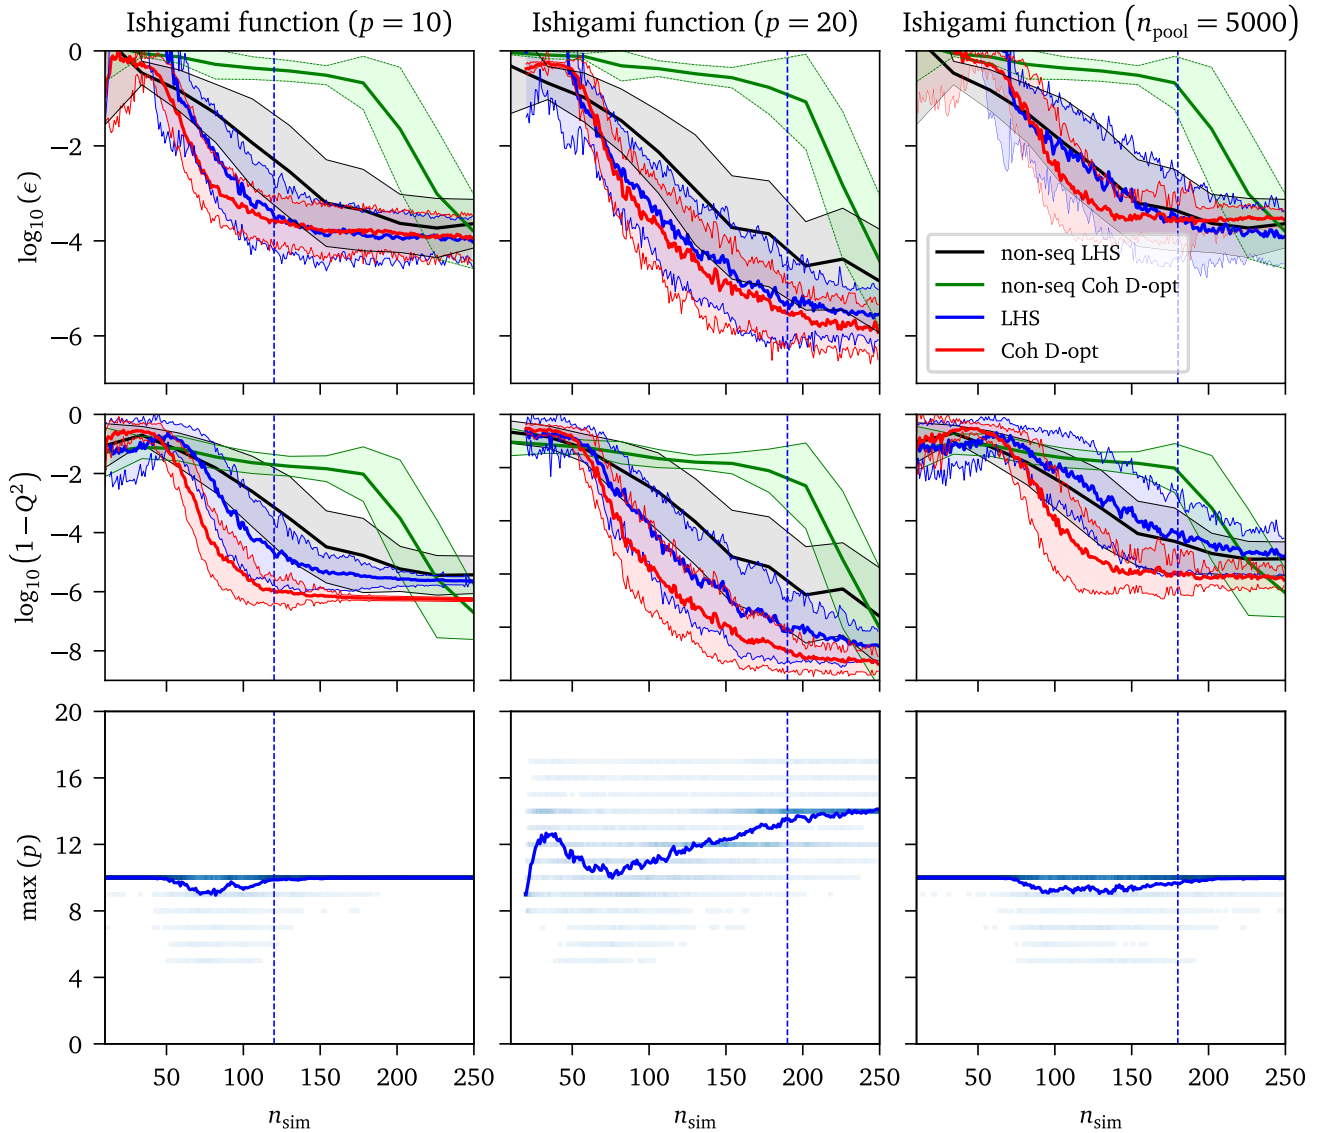 Ishigami function (p = 10)
Ishigami function (p = 20)
Ishigami function (n_pool = 5000)
log₁₀ (ϵ)
0
−2
−4
−6
non-seq LHS
non-seq Coh D-opt
LHS
Coh D-opt
log₁₀ (1−Q²)
0
−2
−4
−6
−8
max (p)
20
16
12
8
4
0
50 100 150 200 250
50 100 150 200 250
50 100 150 200 250
n_sim
n_sim
n_sim